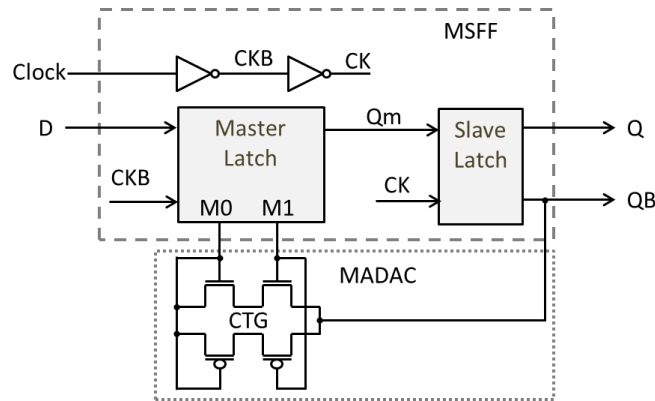 MSFF
Clock
CKB
CK
D
Master
Latch
Qm
Slave
Latch
Q
CKB
CK
M0 M1
QB
MADAC
CTG